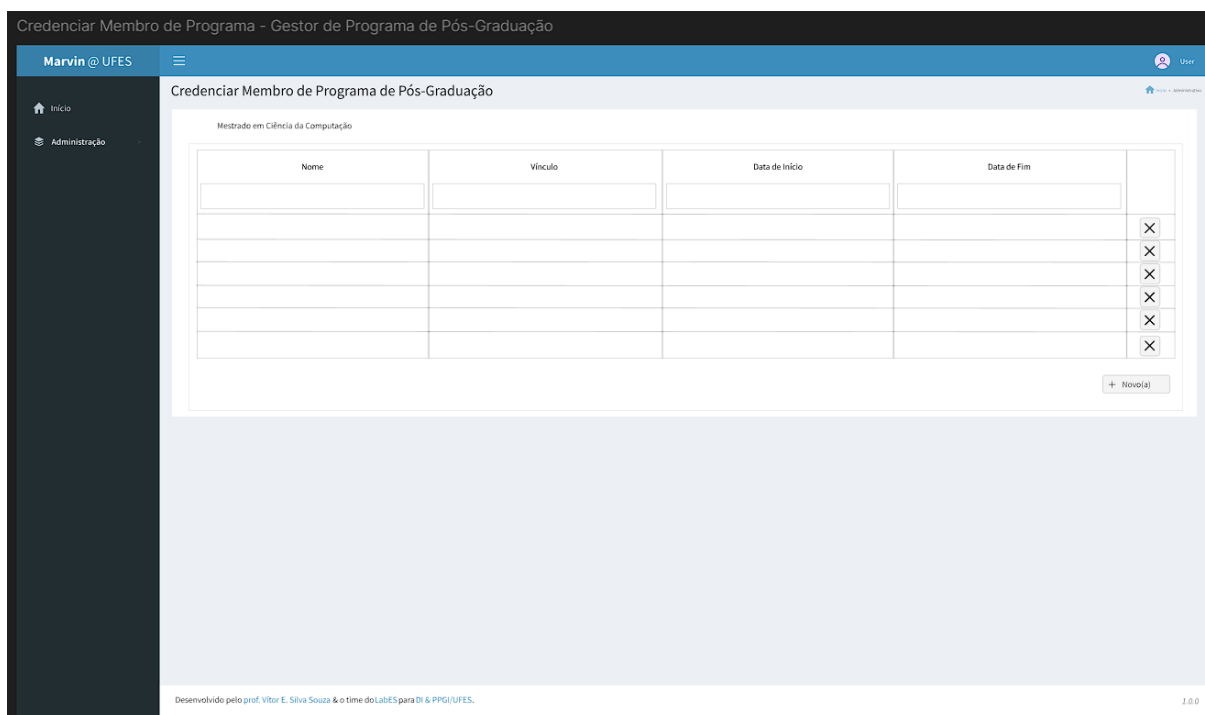 Credenciar Membro de Programa - Gestor de Programa de Pós-Graduação
Marvin @ UFES
User
Credenciar Membro de Programa de Pós-Graduação
Início > Administrativo
Início
Administração
Mestrado em Ciência da Computação
Nome Vínculo Data de Início Data de Fim
+ Novo(a)
Desenvolvido pelo prof. Vítor E. Silva Souza & o time do LabES para DI & PPGI/UFES.
1.0.0